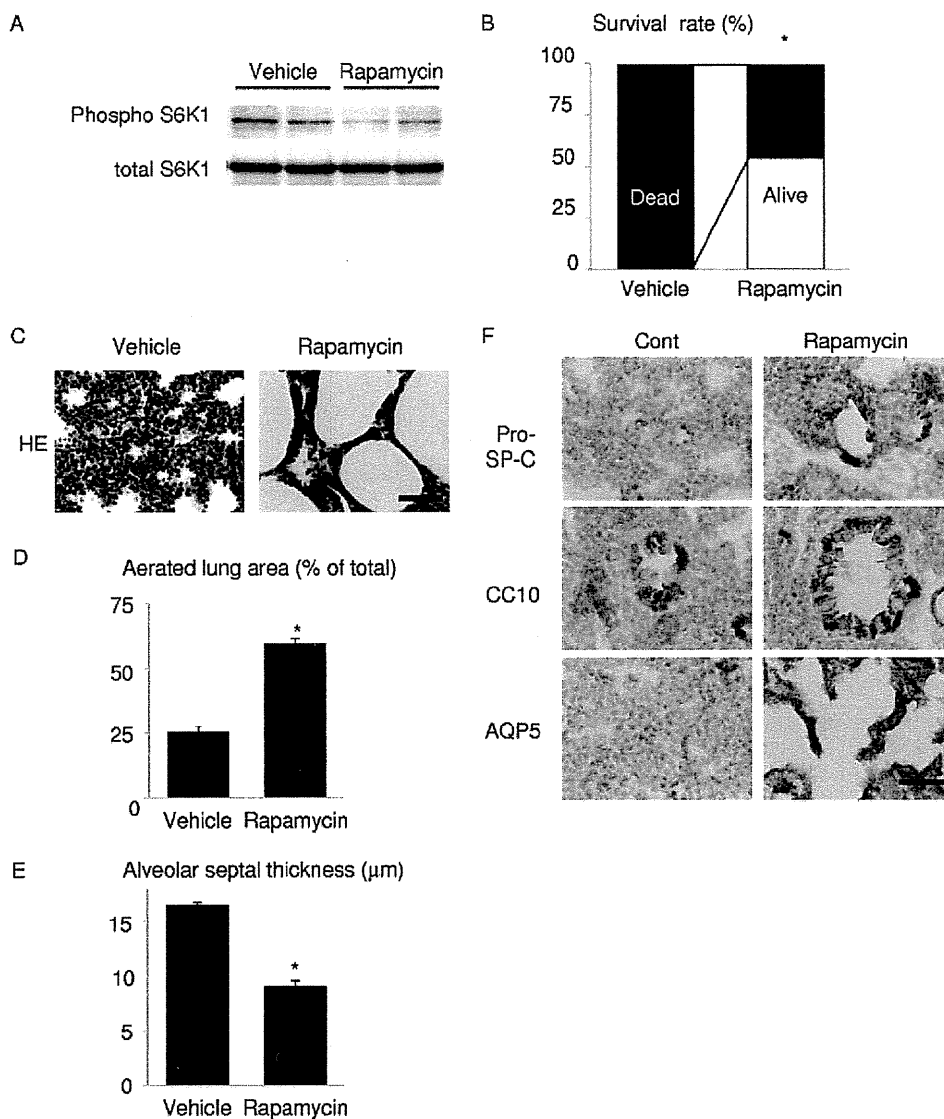 A
Vehicle Rapamycin
Phospho S6K1
total S6K1
B
Survival rate (%)
*
100
75
50
25
0
Dead
Alive
Vehicle Rapamycin
C
Vehicle Rapamycin
HE
D
Aerated lung area (% of total)
75
50
25
0
*
Vehicle Rapamycin
E
Alveolar septal thickness (μm)
15
10
5
0
*
Vehicle Rapamycin
F
Cont Rapamycin
Pro-
SP-C
CC10
AQP5